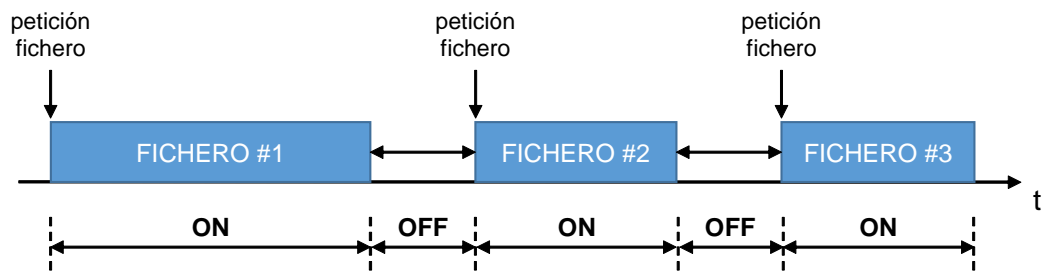 petición
fichero
petición
fichero
petición
fichero
FICHERO #1
FICHERO #2
FICHERO #3
t
ON
OFF
ON
OFF
ON